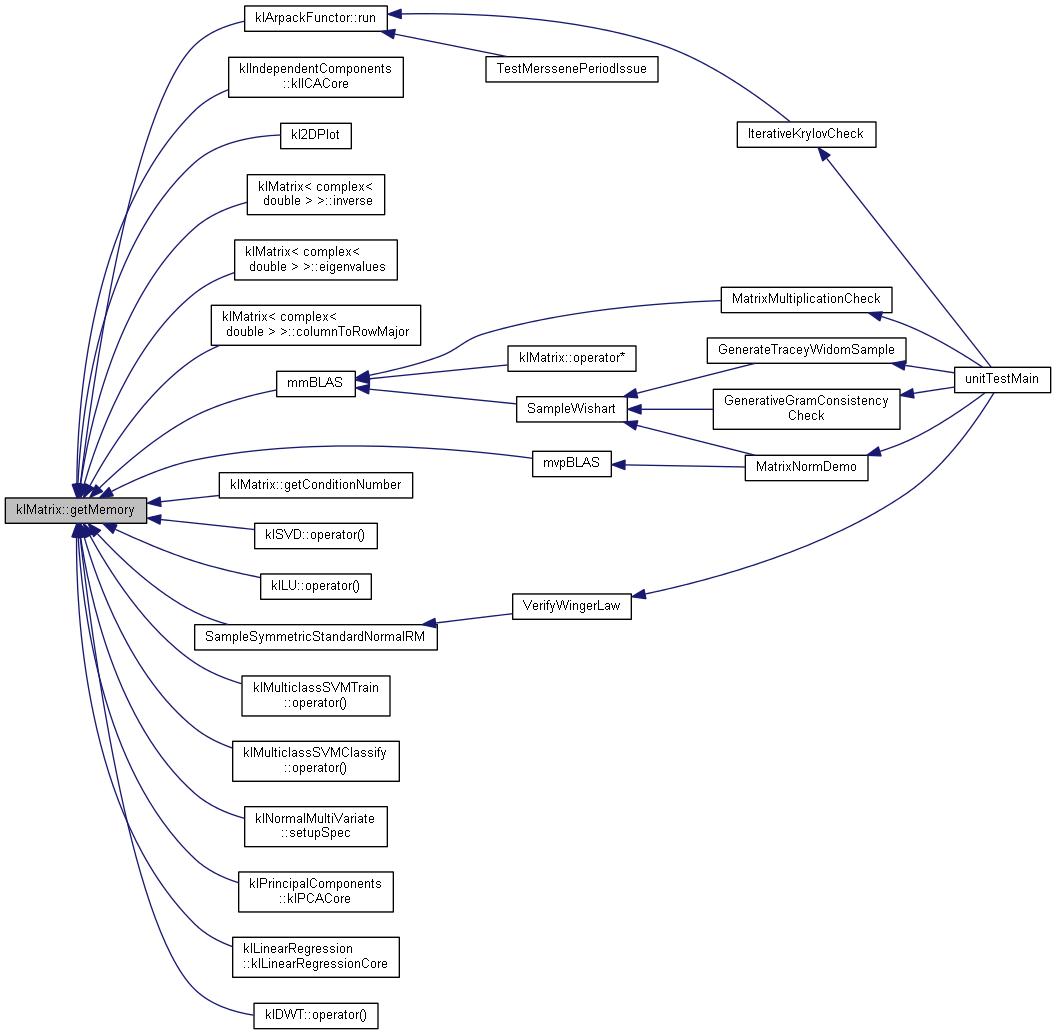 klArpackFunctor::run
TestMerssenePeriodIssue
klIndependentComponents
::klICACore
IterativeKrylovCheck
kl2DPlot
klMatrix< complex<
double > >::inverse
klMatrix< complex<
double > >::eigenvalues
klMatrix< complex<
double > >::columnToRowMajor
MatrixMultiplicationCheck
GenerateTraceyWidomSample
klMatrix::operator*
mmBLAS
unitTestMain
SampleWishart
GenerativeGramConsistency
Check
mvpBLAS
MatrixNormDemo
klMatrix::getConditionNumber
klMatrix::getMemory
klSVD::operator()
klLU::operator()
VerifyWingerLaw
SampleSymmetricStandardNormalRM
klMulticlassSVMTrain
::operator()
klMulticlassSVMClassify
::operator()
klNormalMultiVariate
::setupSpec
klPrincipalComponents
::klPCACore
klLinearRegression
::klLinearRegressionCore
klDWT::operator()